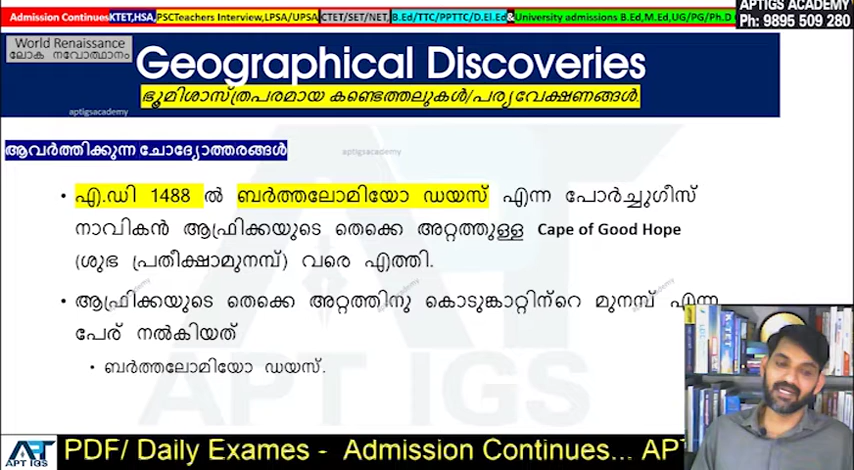 Admission Continues KTET,HSA, PSCTeachers Interview,LPSA/UPSA CTET/SET/NET, B.Ed/TTC/PPTTC/D.El.Ed & University admissions B.Ed,M.Ed,UG/PG/Ph.D
APTIGS ACADEMY
Ph: 9895 509 280
World Renaissance
ലോക നവോത്ഥാനം
Geographical Discoveries
ഭൂമിശാസ്ത്രപരമായ കണ്ടെത്തലുകൾ/പര്യവേക്ഷണങ്ങൾ.
aptigsacademy
ആവർത്തിക്കുന്ന ചോദ്യോത്തരങ്ങൾ
aptigsacademy
• എ.ഡി 1488 ൽ ബർത്തലോമിയോ ഡയസ് എന്ന പോർച്ചുഗീസ്
നാവികൻ ആഫ്രിക്കയുടെ തെക്കെ അറ്റത്തുള്ള Cape of Good Hope
(ശുഭ പ്രതീക്ഷാമുനമ്പ്) വരെ എത്തി.
• ആഫ്രിക്കയുടെ തെക്കെ അറ്റത്തിനു കൊടുങ്കാറ്റിന്റെ മുനമ്പ് എന്ന
പേര് നൽകിയത്
• ബർത്തലോമിയോ ഡയസ്.
APT IGS
APT IGS
PDF/ Daily Exames - Admission Continues... APT